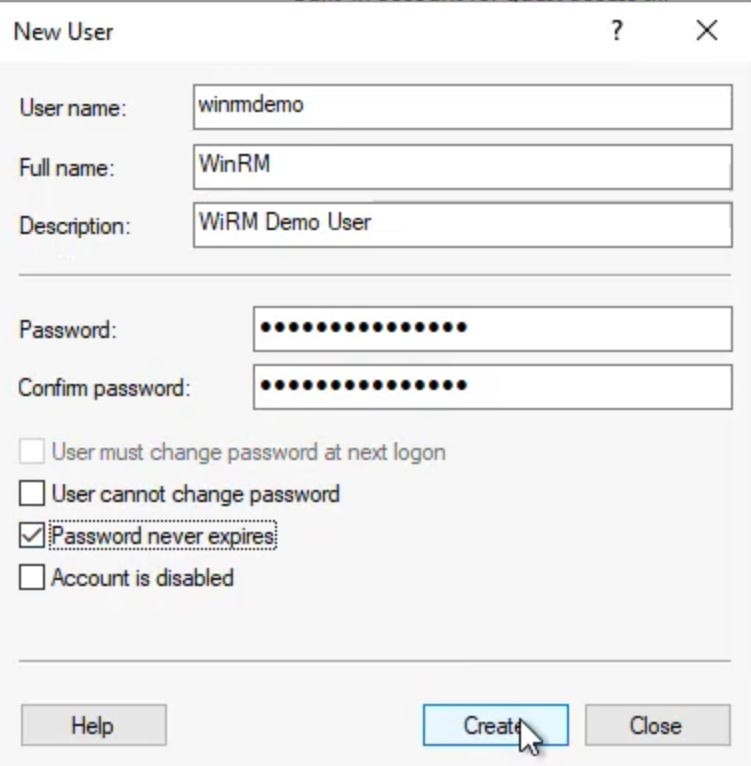 New User ? ×
User name: winrmdemo
Full name: WinRM
Description: WiRM Demo User
Password: •••••••••••••••
Confirm password: •••••••••••••••
User must change password at next logon
User cannot change password
Password never expires
Account is disabled
Help Create Close